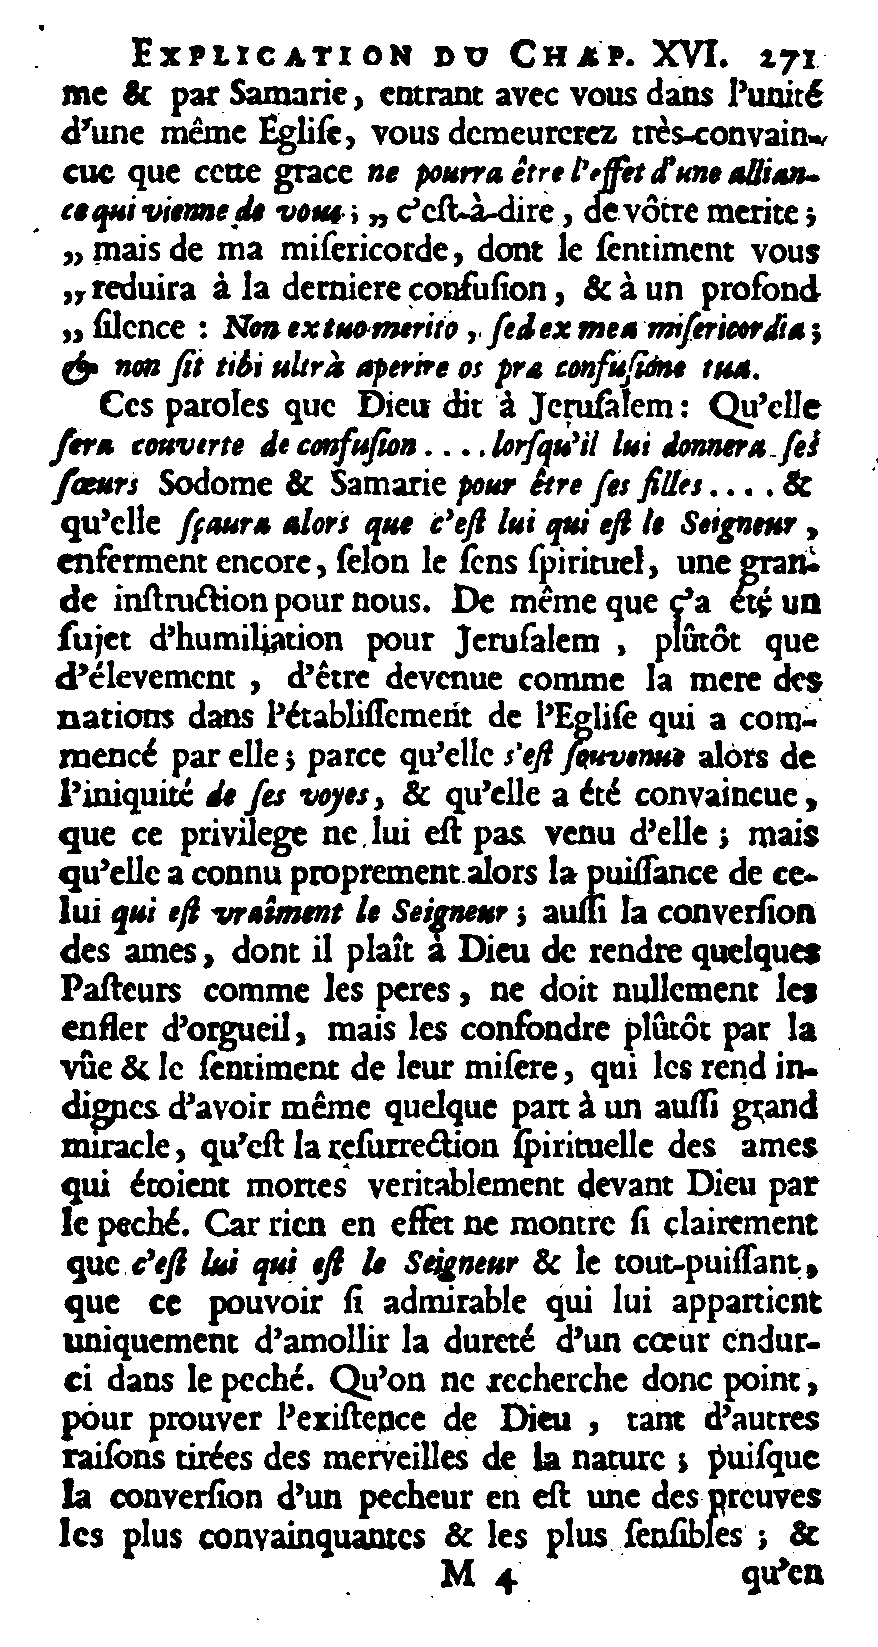 EXPLICATION DU CHAP. XVI. 271
me & par Samarie, entrant avec vous dans l'unité
d'une même Egliſe, vous demeurerez très-convain-
cue que cette grace ne pourra être l'effet d'une allian-
ce qui vienne de vous; „ c'eſt-à-dire, de vôtre merite;
„ mais de ma miſericorde, dont le ſentiment vous
„ reduira à la derniere confuſion, & à un profond
„ ſilence : Non ex tuo merito, ſed ex mea miſericordia;
& non ſit tibi ultrà aperire os pra confuſione tua.
Ces paroles que Dieu dit à Jeruſalem: Qu'elle
ſera couverte de confuſion .... lorſqu'il lui donnera ſes
ſœurs Sodome & Samarie pour être ſes filles .... &
qu'elle ſçaura alors que c'eſt lui qui eſt le Seigneur,
enferment encore, ſelon le ſens ſpirituel, une gran-
de inſtruction pour nous. De même que ç'a été un
ſujet d'humiliation pour Jeruſalem, plûtôt que
d'élevement, d'être devenue comme la mere des
nations dans l'établiſſement de l'Egliſe qui a com-
mencé par elle; parce qu'elle s'eſt ſouvenue alors de
l'iniquité de ſes voyes, & qu'elle a été convaincue,
que ce privilege ne lui eſt pas venu d'elle; mais
qu'elle a connu proprement alors la puiſſance de ce-
lui qui eſt vraîment le Seigneur; auſſi la converſion
des ames, dont il plaît à Dieu de rendre quelques
Paſteurs comme les peres, ne doit nullement les
enfler d'orgueil, mais les confondre plûtôt par la
vûe & le ſentiment de leur miſere, qui les rend in-
dignes d'avoir même quelque part à un auſſi grand
miracle, qu'eſt la reſurrection ſpirituelle des ames
qui étoient mortes veritablement devant Dieu par
le peché. Car rien en effet ne montre ſi clairement
que c'eſt lui qui eſt le Seigneur & le tout-puiſſant,
que ce pouvoir ſi admirable qui lui appartient
uniquement d'amollir la dureté d'un cœur endur-
ci dans le peché. Qu'on ne recherche donc point,
pour prouver l'exiſtence de Dieu, tant d'autres
raiſons tirées des merveilles de la nature; puiſque
la converſion d'un pecheur en eſt une des preuves
les plus convainquantes & les plus ſenſibles; &
M 4 qu'en